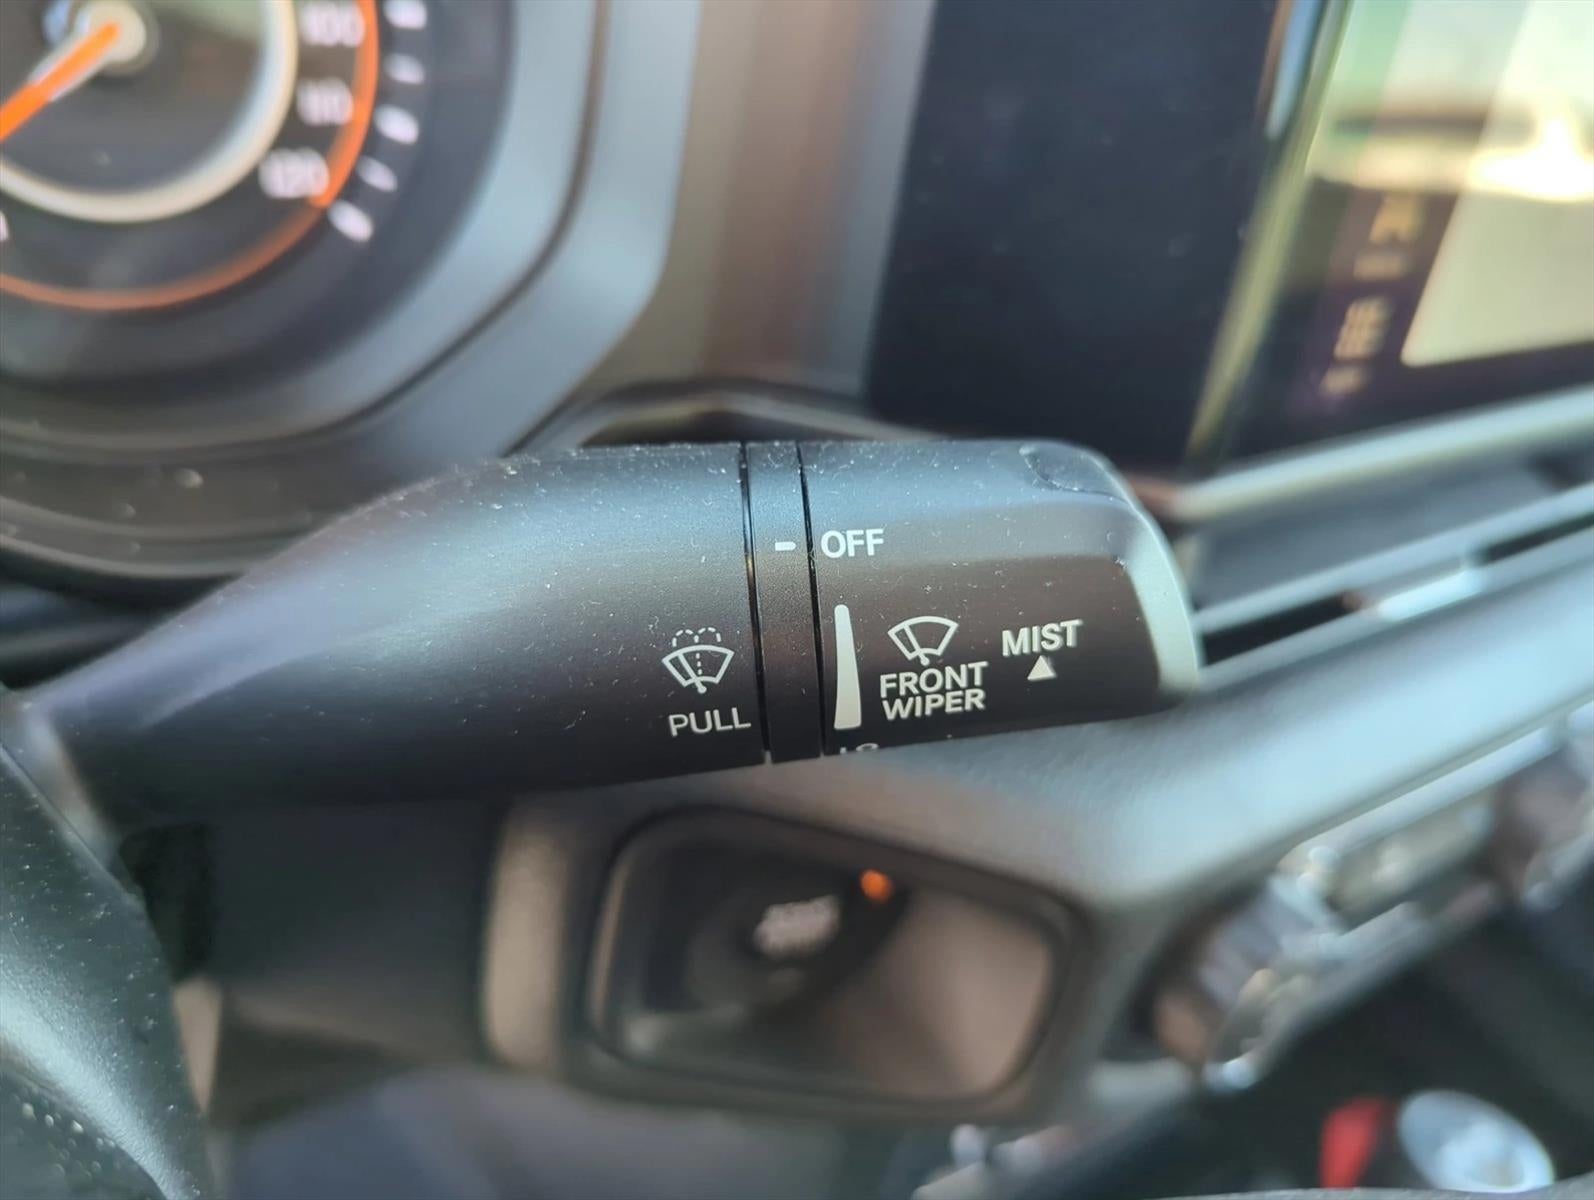 100
110
120
- OFF
MIST
FRONT
WIPER
PULL